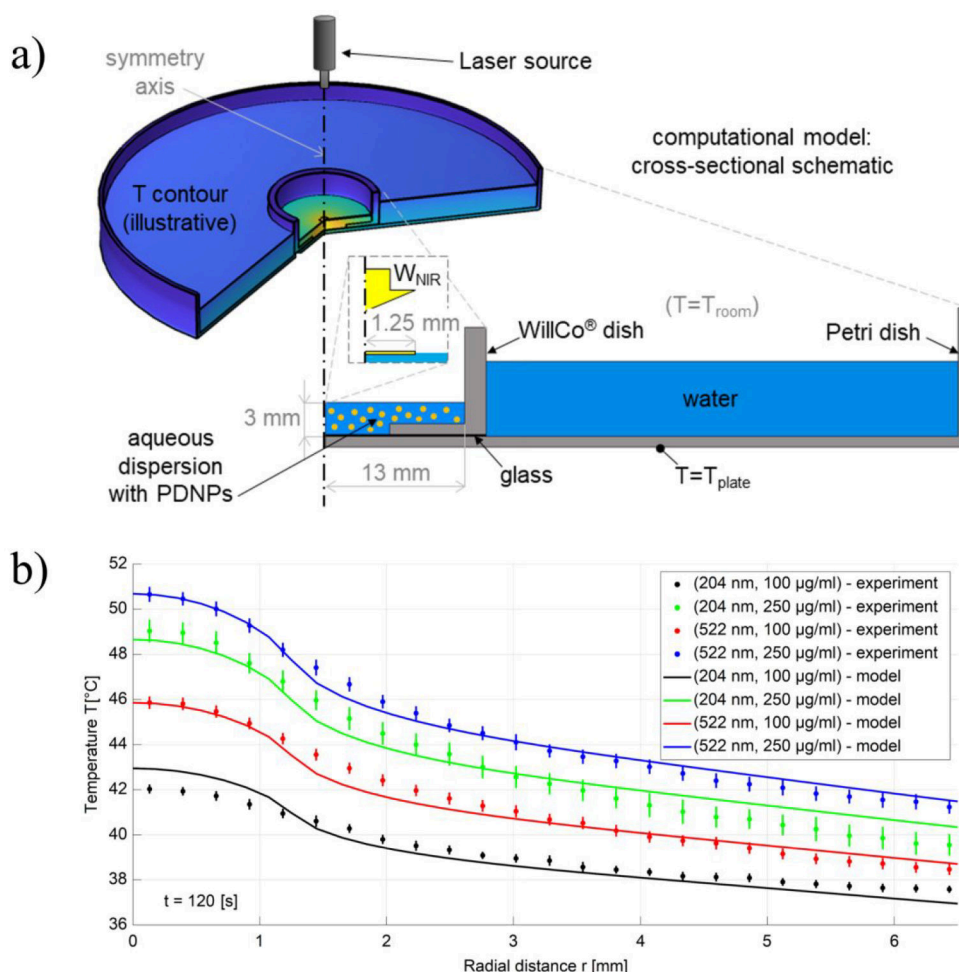 a)
symmetry
axis
Laser source
T contour
(illustrative)
computational model:
cross-sectional schematic
W_NIR
1.25 mm
(T=T_room)
WillCo® dish
Petri dish
3 mm
water
aqueous
dispersion
with PDNPs
13 mm
glass
T=T_plate
b)
52
50
48
46
44
42
40
38
36
Temperature T[°C]
(204 nm, 100 μg/ml) - experiment
(204 nm, 250 μg/ml) - experiment
(522 nm, 100 μg/ml) - experiment
(522 nm, 250 μg/ml) - experiment
(204 nm, 100 μg/ml) - model
(204 nm, 250 μg/ml) - model
(522 nm, 100 μg/ml) - model
(522 nm, 250 μg/ml) - model
t = 120 [s]
0 1 2 3 4 5 6
Radial distance r [mm]